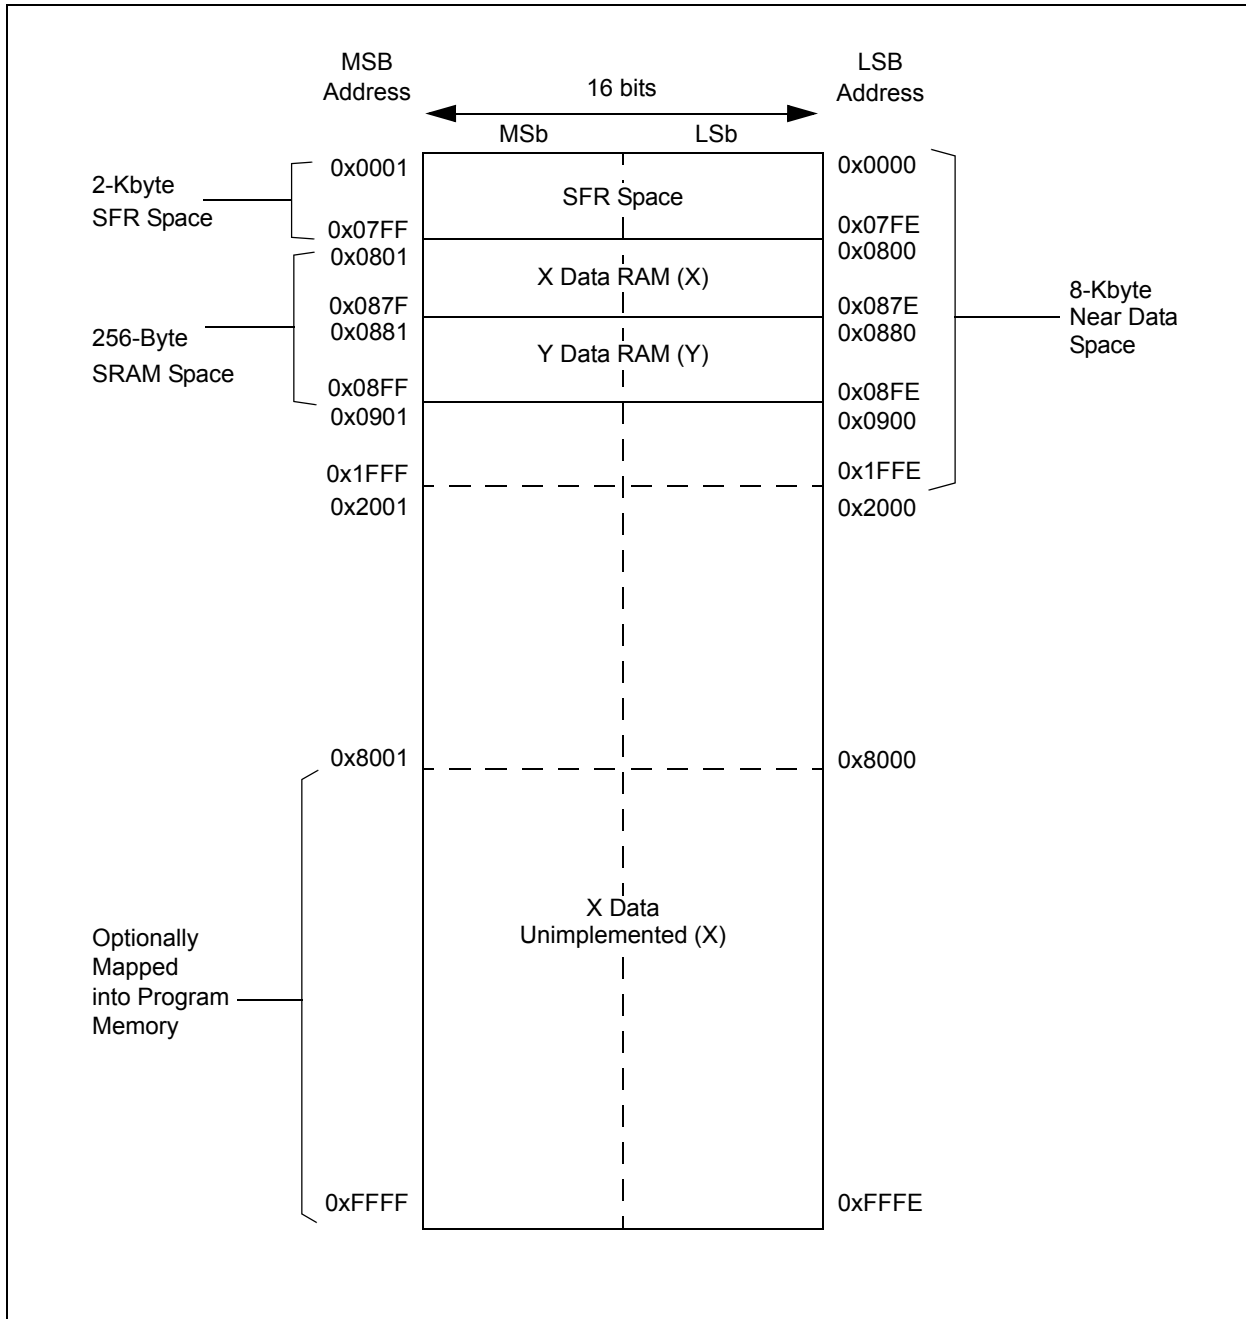 MSB
Address
16 bits
LSB
Address
MSb
LSb
2-Kbyte
SFR Space
0x0001
0x07FF
SFR Space
0x0000
0x07FE
256-Byte
SRAM Space
0x0801
0x087F
X Data RAM (X)
0x0800
0x087E
0x0881
0x08FF
Y Data RAM (Y)
0x0880
0x08FE
8-Kbyte
Near Data
Space
0x0901
0x1FFF
0x0900
0x1FFE
0x2001
0x2000
0x8001
0x8000
Optionally
Mapped
into Program
Memory
X Data
Unimplemented (X)
0xFFFF
0xFFFE